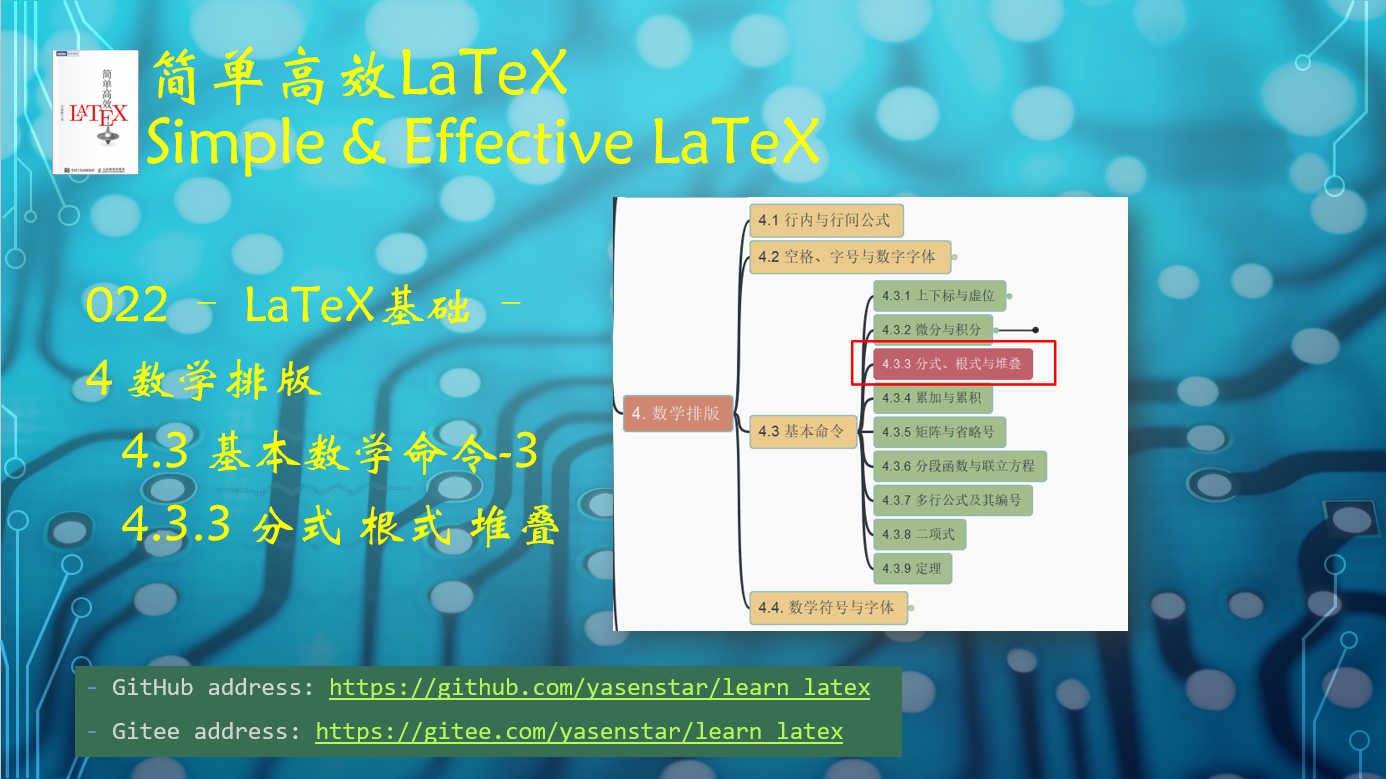 简单高效LaTeX
Simple & Effective LaTeX
简单高效
LATEX
022 – LaTeX基础 –
4 数学排版
4.3 基本数学命令-3
4.3.3 分式 根式 堆叠
4. 数学排版
4.1 行内与行间公式
4.2 空格、字号与数字字体
4.3 基本命令
4.3.1 上下标与虚位
4.3.2 微分与积分
4.3.3 分式、根式与堆叠
4.3.4 累加与累积
4.3.5 矩阵与省略号
4.3.6 分段函数与联立方程
4.3.7 多行公式及其编号
4.3.8 二项式
4.3.9 定理
4.4. 数学符号与字体
- GitHub address: https://github.com/yasenstar/learn_latex
- Gitee address: https://gitee.com/yasenstar/learn_latex